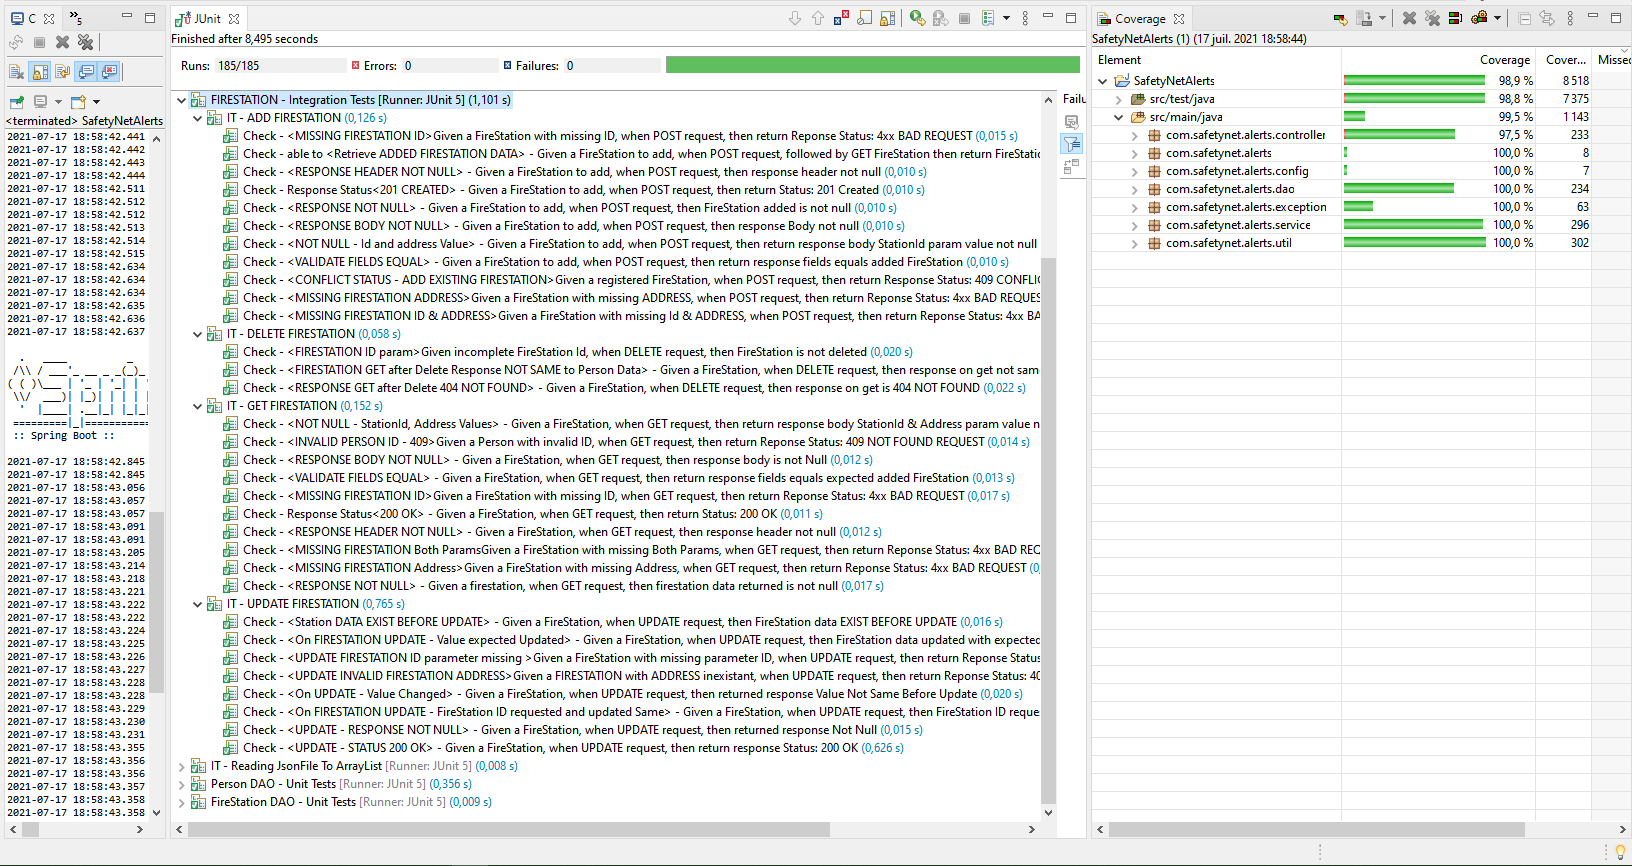 C
»5
JUnit
Coverage
Finished after 8,495 seconds
SafetyNetAlerts (1) (17 juil. 2021 18:58:44)
Runs: 185/185 Errors: 0 Failures: 0
Element Coverage Cover... Missed
<terminated> SafetyNetAlerts
2021-07-17 18:58:42.441
2021-07-17 18:58:42.442
2021-07-17 18:58:42.443
2021-07-17 18:58:42.444
2021-07-17 18:58:42.511
2021-07-17 18:58:42.512
2021-07-17 18:58:42.512
2021-07-17 18:58:42.513
2021-07-17 18:58:42.514
2021-07-17 18:58:42.515
2021-07-17 18:58:42.634
2021-07-17 18:58:42.634
2021-07-17 18:58:42.634
2021-07-17 18:58:42.635
2021-07-17 18:58:42.636
2021-07-17 18:58:42.637
:: Spring Boot ::
2021-07-17 18:58:42.845
2021-07-17 18:58:42.845
2021-07-17 18:58:43.056
2021-07-17 18:58:43.057
2021-07-17 18:58:43.057
2021-07-17 18:58:43.091
2021-07-17 18:58:43.091
2021-07-17 18:58:43.205
2021-07-17 18:58:43.214
2021-07-17 18:58:43.218
2021-07-17 18:58:43.221
2021-07-17 18:58:43.222
2021-07-17 18:58:43.222
2021-07-17 18:58:43.224
2021-07-17 18:58:43.225
2021-07-17 18:58:43.226
2021-07-17 18:58:43.227
2021-07-17 18:58:43.228
2021-07-17 18:58:43.228
2021-07-17 18:58:43.229
2021-07-17 18:58:43.230
2021-07-17 18:58:43.231
2021-07-17 18:58:43.355
2021-07-17 18:58:43.356
2021-07-17 18:58:43.356
2021-07-17 18:58:43.357
2021-07-17 18:58:43.358
2021-07-17 18:58:43.358
FIRESTATION - Integration Tests [Runner: JUnit 5] (1,101 s)
IT - ADD FIRESTATION (0,126 s)
Check - <MISSING FIRESTATION ID>Given a FireStation with missing ID, when POST request, then return Reponse Status: 4xx BAD REQUEST (0,015 s)
Check - able to <Retrieve ADDED FIRESTATION DATA> - Given a FireStation to add, when POST request, followed by GET FireStation then return FireStatio
Check - <RESPONSE HEADER NOT NULL> - Given a FireStation to add, when POST request, then response header not null (0,010 s)
Check - Response Status<201 CREATED> - Given a FireStation to add, when POST request, then return Status: 201 Created (0,010 s)
Check - <RESPONSE NOT NULL> - Given a FireStation to add, when POST request, then FireStation added is not null (0,010 s)
Check - <RESPONSE BODY NOT NULL> - Given a FireStation to add, when POST request, then response Body not null (0,010 s)
Check - <NOT NULL - Id and address Value> - Given a FireStation to add, when POST request, then return response body StationId param value not null
Check - <VALIDATE FIELDS EQUAL> - Given a FireStation to add, when POST request, then return response fields equals added FireStation (0,010 s)
Check - <CONFLICT STATUS - ADD EXISTING FIRESTATION>Given a registered FireStation, when POST request, then return Response Status: 409 CONFLI
Check - <MISSING FIRESTATION ADDRESS>Given a FireStation with missing ADDRESS, when POST request, then return Reponse Status: 4xx BAD REQUES
Check - <MISSING FIRESTATION ID & ADDRESS>Given a FireStation with missing Id & ADDRESS, when POST request, then return Reponse Status: 4xx BA
IT - DELETE FIRESTATION (0,058 s)
Check - <FIRESTATION ID param>Given incomplete FireStation Id, when DELETE request, then FireStation is not deleted (0,020 s)
Check - <FIRESTATION GET after Delete Response NOT SAME to Person Data> - Given a FireStation, when DELETE request, then response on get not sam
Check - <RESPONSE GET after Delete 404 NOT FOUND> - Given a FireStation, when DELETE request, then response on get is 404 NOT FOUND (0,022 s)
IT - GET FIRESTATION (0,152 s)
Check - <NOT NULL - StationId, Address Values> - Given a FireStation, when GET request, then return response body StationId & Address param value n
Check - <INVALID PERSON ID - 409>Given a Person with invalid ID, when GET request, then return Reponse Status: 409 NOT FOUND REQUEST (0,014 s)
Check - <RESPONSE BODY NOT NULL> - Given a FireStation, when GET request, then response body is not Null (0,012 s)
Check - <VALIDATE FIELDS EQUAL> - Given a FireStation, when GET request, then response fields equals expected added FireStation (0,013 s)
Check - <MISSING FIRESTATION ID>Given a FireStation with missing ID, when GET request, then return Reponse Status: 4xx BAD REQUEST (0,017 s)
Check - Response Status<200 OK> - Given a FireStation, when GET request, then return Status: 200 OK (0,011 s)
Check - <RESPONSE HEADER NOT NULL> - Given a FireStation, when GET request, then response header not null (0,012 s)
Check - <MISSING FIRESTATION Both ParamsGiven a FireStation with missing Both Params, when GET request, then return Reponse Status: 4xx BAD REQ
Check - <MISSING FIRESTATION Address>Given a FireStation with missing Address, when GET request, then return Reponse Status: 4xx BAD REQUEST (0,
Check - <RESPONSE NOT NULL> - Given a firestation, when GET request, then firestation data returned is not null (0,017 s)
IT - UPDATE FIRESTATION (0,765 s)
Check - <Station DATA EXIST BEFORE UPDATE> - Given a FireStation, when UPDATE request, then FireStation data EXIST BEFORE UPDATE (0,016 s)
Check - <On FIRESTATION UPDATE - Value expected Updated> - Given a FireStation, when UPDATE request, then FireStation data updated with expected
Check - <UPDATE FIRESTATION ID parameter missing >Given a FireStation with missing parameter ID, when UPDATE request, then return Reponse Status
Check - <UPDATE INVALID FIRESTATION ADDRESS>Given a FIRESTATION with ADDRESS inexistant, when UPDATE request, then return Reponse Status: 40
Check - <On UPDATE - Value Changed> - Given a FireStation, when UPDATE request, then returned response Value Not Same Before Update (0,020 s)
Check - <On FIRESTATION UPDATE - FireStation ID requested and updated Same> - Given a FireStation, when UPDATE request, then FireStation ID reque
Check - <UPDATE - RESPONSE NOT NULL> - Given a FireStation, when UPDATE request, then returned response Not Null (0,015 s)
Check - <UPDATE - STATUS 200 OK> - Given a FireStation, when UPDATE request, then return response Status: 200 OK (0,626 s)
IT - Reading JsonFile To ArrayList [Runner: JUnit 5] (0,008 s)
Person DAO - Unit Tests [Runner: JUnit 5] (0,356 s)
FireStation DAO - Unit Tests [Runner: JUnit 5] (0,009 s)
Failu
SafetyNetAlerts 98,9 % 8 518
src/test/java 98,8 % 7 375
src/main/java 99,5 % 1 143
com.safetynet.alerts.controller 97,5 % 233
com.safetynet.alerts 100,0 % 8
com.safetynet.alerts.config 100,0 % 7
com.safetynet.alerts.dao 100,0 % 234
com.safetynet.alerts.exception 100,0 % 63
com.safetynet.alerts.service 100,0 % 296
com.safetynet.alerts.util 100,0 % 302